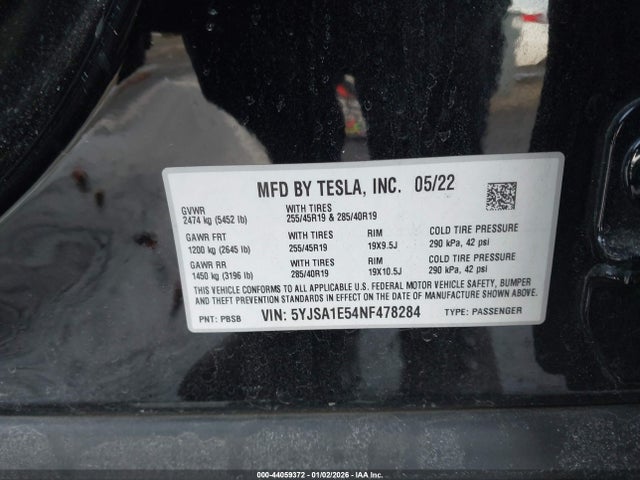 MFD BY TESLA, INC. 05/22
GVWR WITH TIRES
2474 kg (5452 lb) 255/45R19 & 285/40R19
GAWR FRT WITH TIRES RIM COLD TIRE PRESSURE
1200 kg (2645 lb) 255/45R19 19X9.5J 290 kPa, 42 psi
GAWR RR WITH TIRES RIM COLD TIRE PRESSURE
1450 kg (3196 lb) 285/40R19 19X10.5J 290 kPa, 42 psi
THIS VEHICLE CONFORMS TO ALL APPLICABLE U.S. FEDERAL MOTOR VEHICLE SAFETY, BUMPER
AND THEFT PREVENTION STANDARDS IN EFFECT ON THE DATE OF MANUFACTURE SHOWN ABOVE.
PNT: PBSB VIN: 5YJSA1E54NF478284 TYPE: PASSENGER
000-44059372 - 01/02/2026 - IAA Inc.